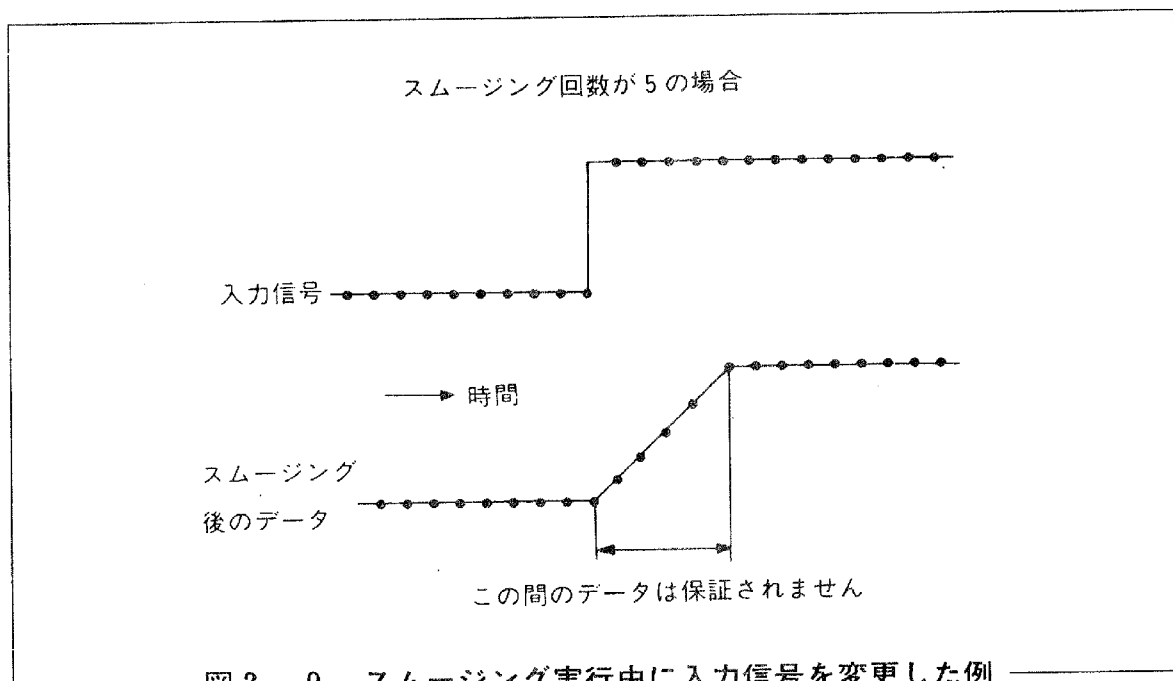 スムージング回数が5の場合
入力信号
時間
スムージング
後のデータ
この間のデータは保証されません
図2 9 スムージング実行中に入力信号を変更した例